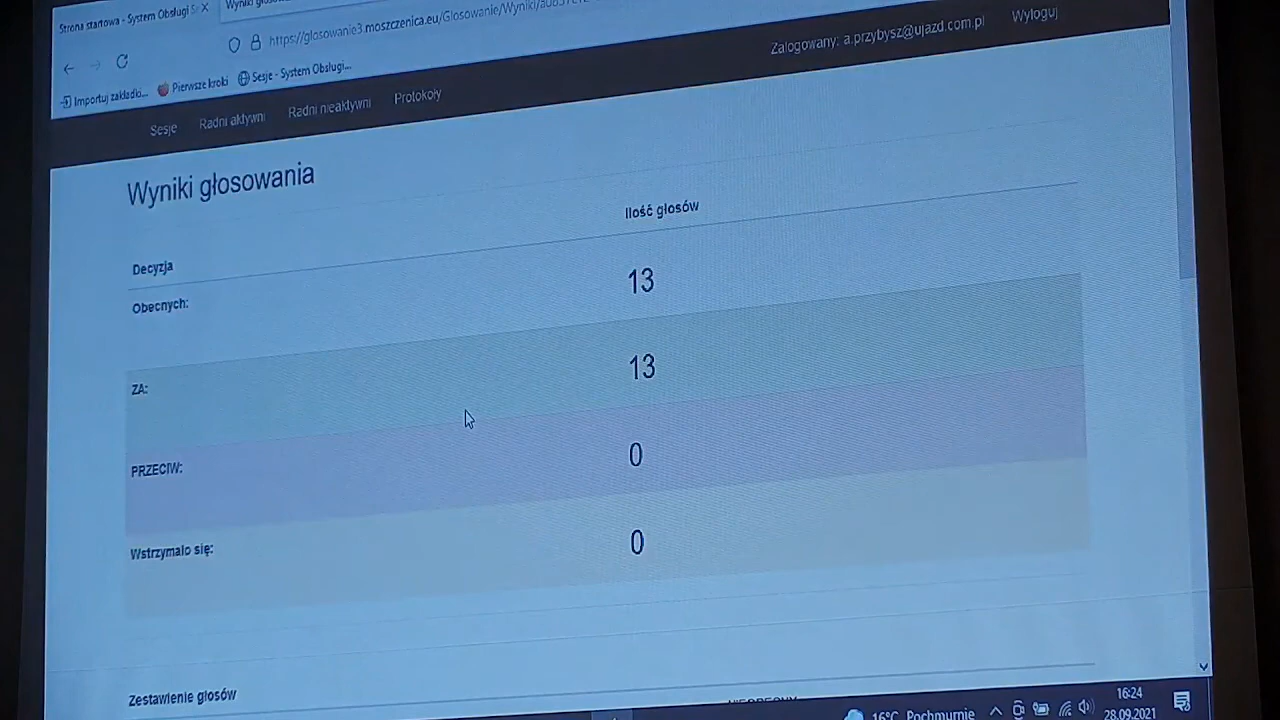 Strona startowa - System Obsługi
https://glosowanie3.moszczenica.eu/Glosowanie/Wyniki/
Importuj zakładki... Pierwsze kroki Sesje - System Obsługi...
Sesje Radni aktywni Radni nieaktywni Protokoły Zalogowany: a.przybysz@ujazd.com.pl Wyloguj
Wyniki głosowania
Decyzja Ilość głosów
Obecnych: 13
ZA: 13
PRZECIW: 0
Wstrzymało się: 0
Zestawienie głosów
16°C Pochmurnie 16:24
28.09.2021